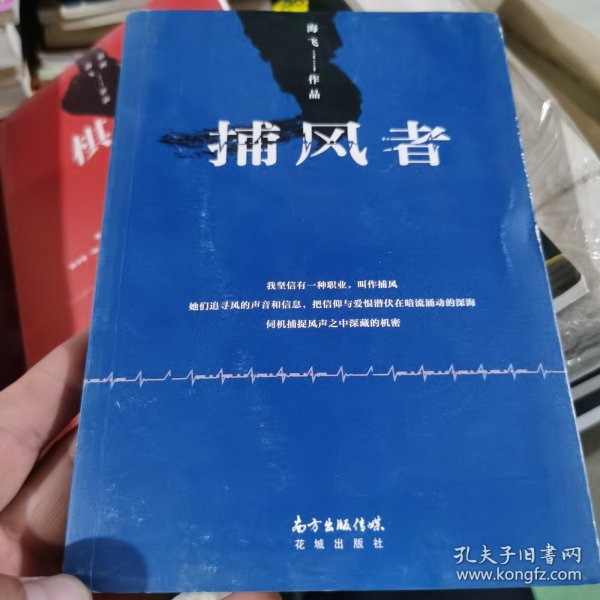 海飞——作品
捕风者
我坚信有一种职业，叫作捕风
她们追寻风的声音和信息，把信仰与爱恨潜伏在暗流涌动的深海
伺机捕捉风声之中深藏的机密
南方出版传媒
花城出版社
棋
孔夫子旧书网
www.kongfz.com